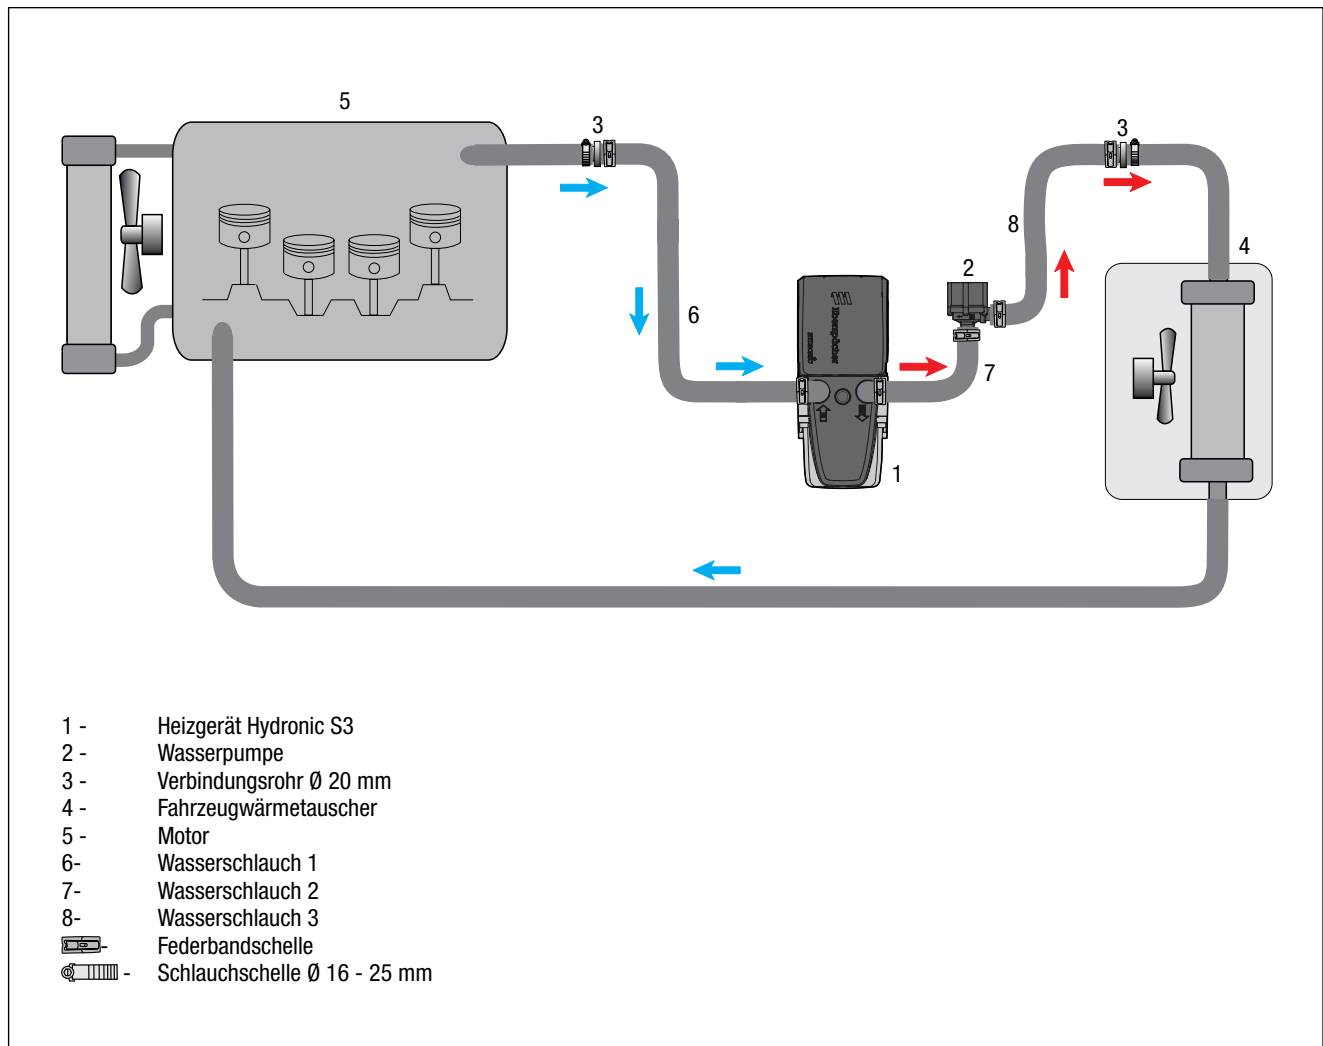 5
3
3
8
4
2
6
7
Eberspächer
1
1 - Heizgerät Hydronic S3
2 - Wasserpumpe
3 - Verbindungsrohr Ø 20 mm
4 - Fahrzeugwärmetauscher
5 - Motor
6- Wasserschlauch 1
7- Wasserschlauch 2
8- Wasserschlauch 3
- Federbandschelle
- Schlauchschelle Ø 16 - 25 mm